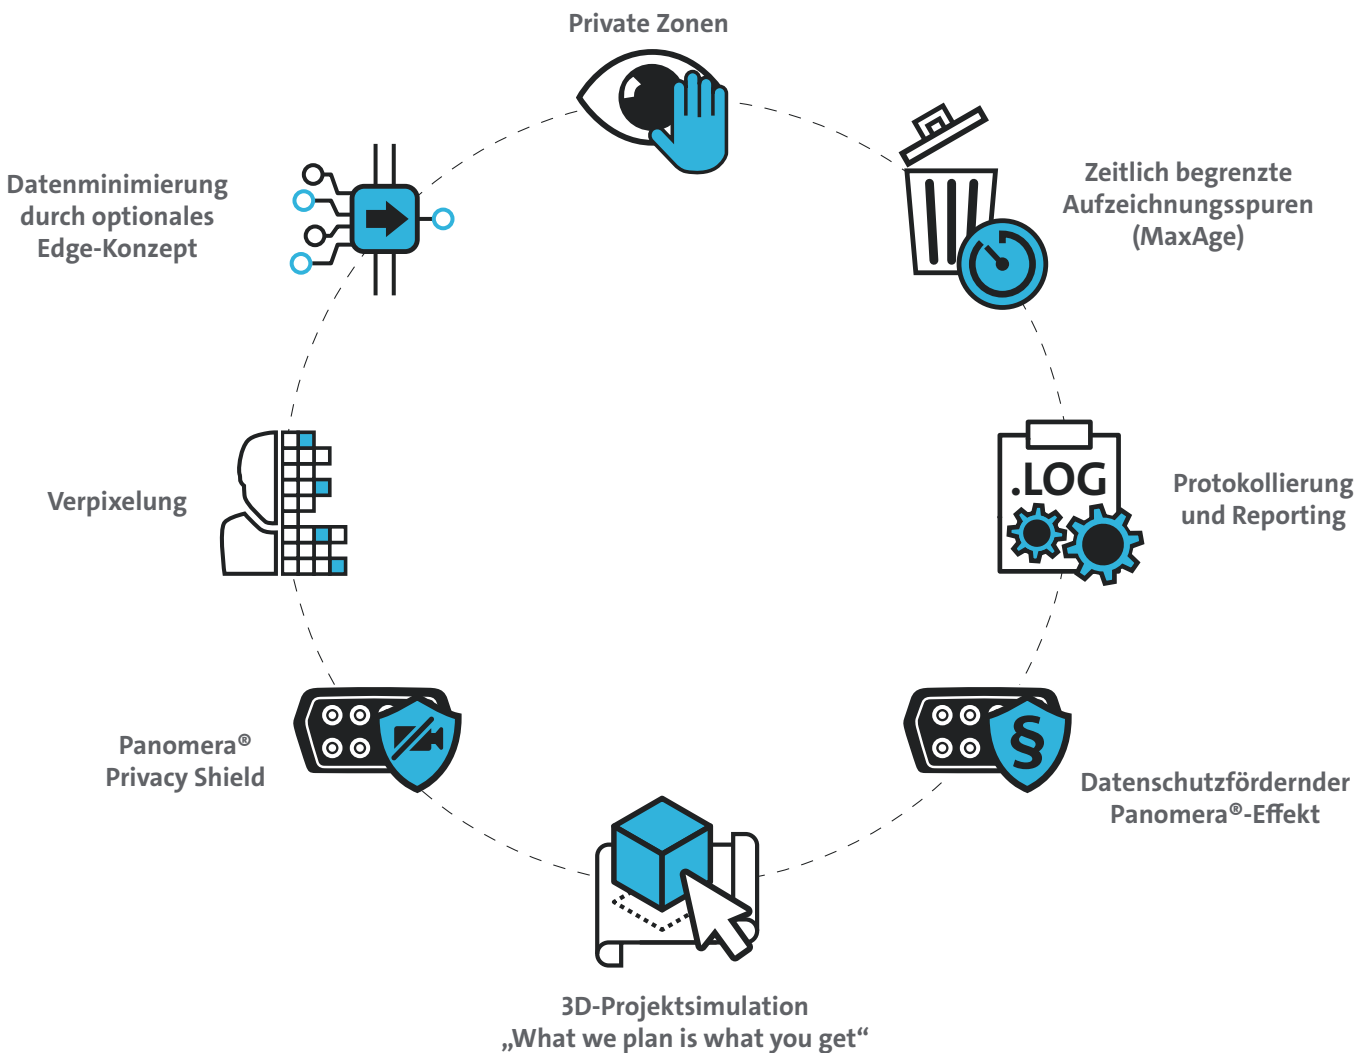 Private Zonen
Zeitlich begrenzte
Aufzeichnungsspuren
(MaxAge)
.LOG
Protokollierung
und Reporting
§
Datenschutzfördernder
Panomera®-Effekt
3D-Projektsimulation
„What we plan is what you get“
Panomera®
Privacy Shield
Verpixelung
Datenminimierung
durch optionales
Edge-Konzept